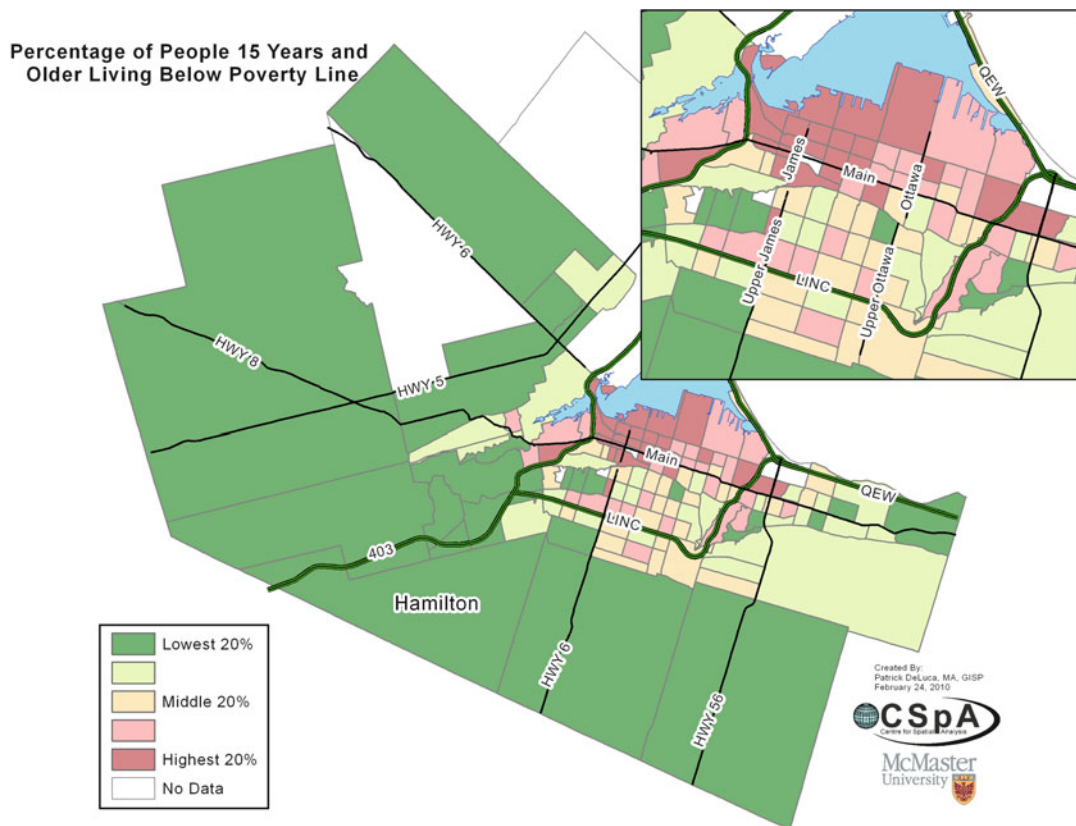 Percentage of People 15 Years and
Older Living Below Poverty Line
QEW
James
Main
Ottawa
Upper James
LINC
Upper Ottawa
HWY 6
HWY 8
HWY 5
Main
QEW
LINC
403
Hamilton
HWY 6
HWY 56
Lowest 20%
Middle 20%
Highest 20%
No Data
Created By:
Patrick DeLuca, MA, GISP
February 24, 2010
CSpA
Centre for Spatial Analysis
McMaster
University